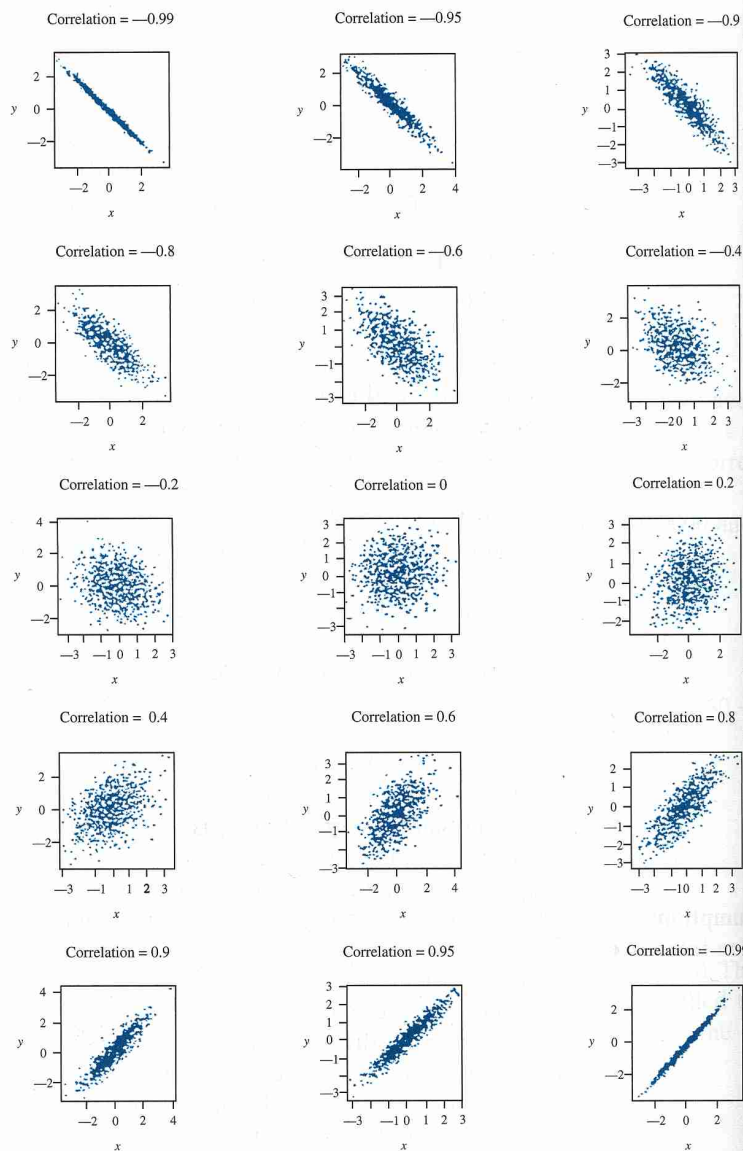 Correlation = —0.99
2
y 0
—2
—2 0 2
x
Correlation = —0.95
2
y 0
—2
—2 0 2 4
x
Correlation = —0.9
3
2
1
y 0
—1
—2
—3
—3 —1 0 1 2 3
x
Correlation = —0.8
2
y 0
—2
—2 0 2
x
Correlation = —0.6
3
2
1
y
—1
—3
—2 0 2
x
Correlation = —0.4
2
y 0
—2
—3 —2 0 1 2 3
x
Correlation = —0.2
4
2
y 0
—2
—3 —1 0 1 2 3
x
Correlation = 0
3
2
1
y 0
—1
—3
—3 —1 0 1 2 3
x
Correlation = 0.2
3
2
1
y 0
—1
—2
—2 0 2
x
Correlation = 0.4
2
y 0
—2
—3 —1 1 2 3
x
Correlation = 0.6
3
2
1
y 0
—1
—3
—2 0 2 4
x
Correlation = 0.8
2
1
y 0
—1
—2
—3
—3 —1 0 1 2 3
x
Correlation = 0.9
4
2
y 0
—2
—2 0 2 4
x
Correlation = 0.95
3
2
1
y 0
—1
—3
—3 —1 0 1 2 3
x
Correlation = —0.99
2
y 0
—2
—2 0 2
x